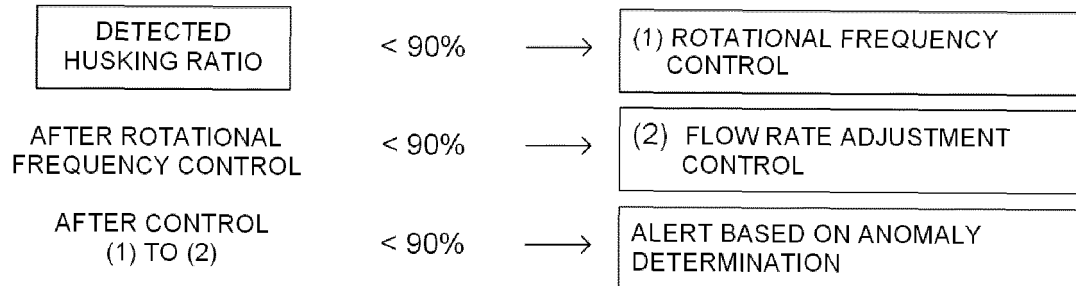 DETECTED
HUSKING RATIO
< 90%
(1) ROTATIONAL FREQUENCY
CONTROL
AFTER ROTATIONAL
FREQUENCY CONTROL
< 90%
(2) FLOW RATE ADJUSTMENT
CONTROL
AFTER CONTROL
(1) TO (2)
< 90%
ALERT BASED ON ANOMALY
DETERMINATION